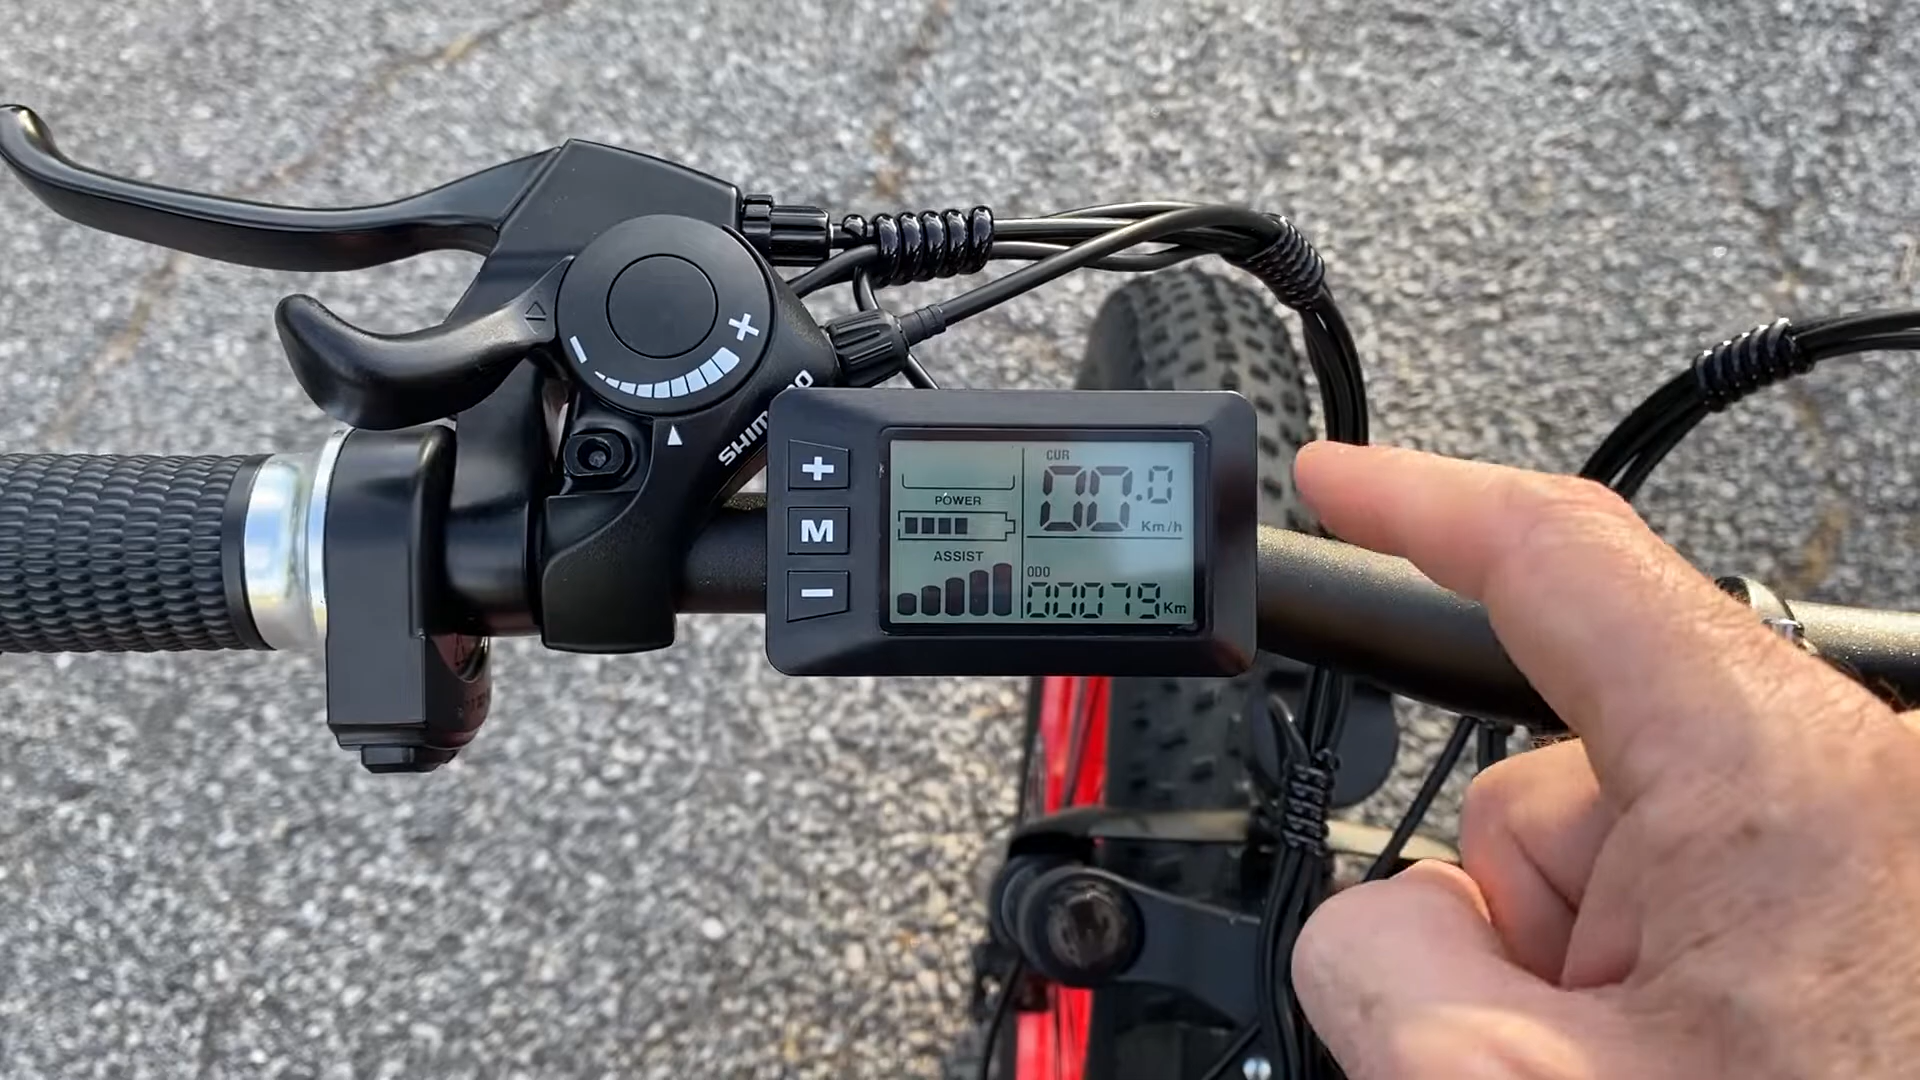 +
-
SHIMANO
+
M
-
CUR
00.0
Km/h
POWER
ASSIST
ODO
00079 Km